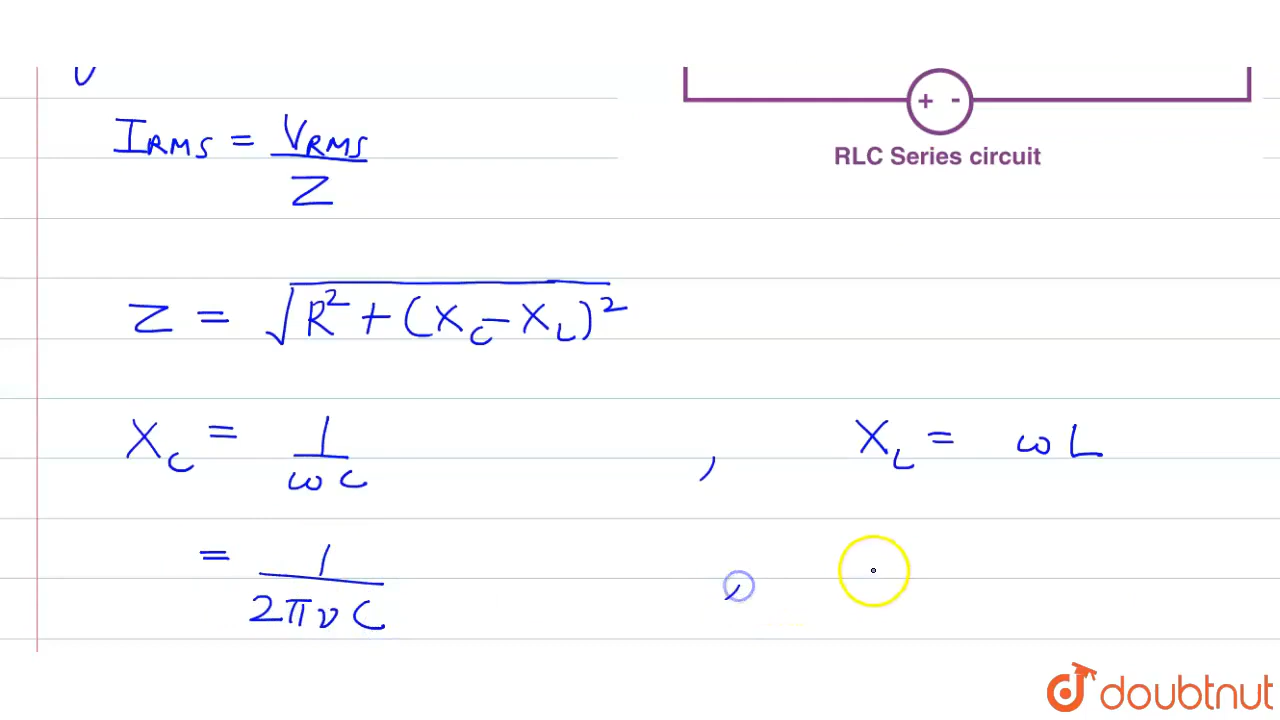 + -
RLC Series circuit
I_RMS = V_RMS / Z
Z = √(R² + (X_C - X_L)²)
X_C = 1 / ωC , X_L = ωL
= 1 / 2πνC ,
doubtnut